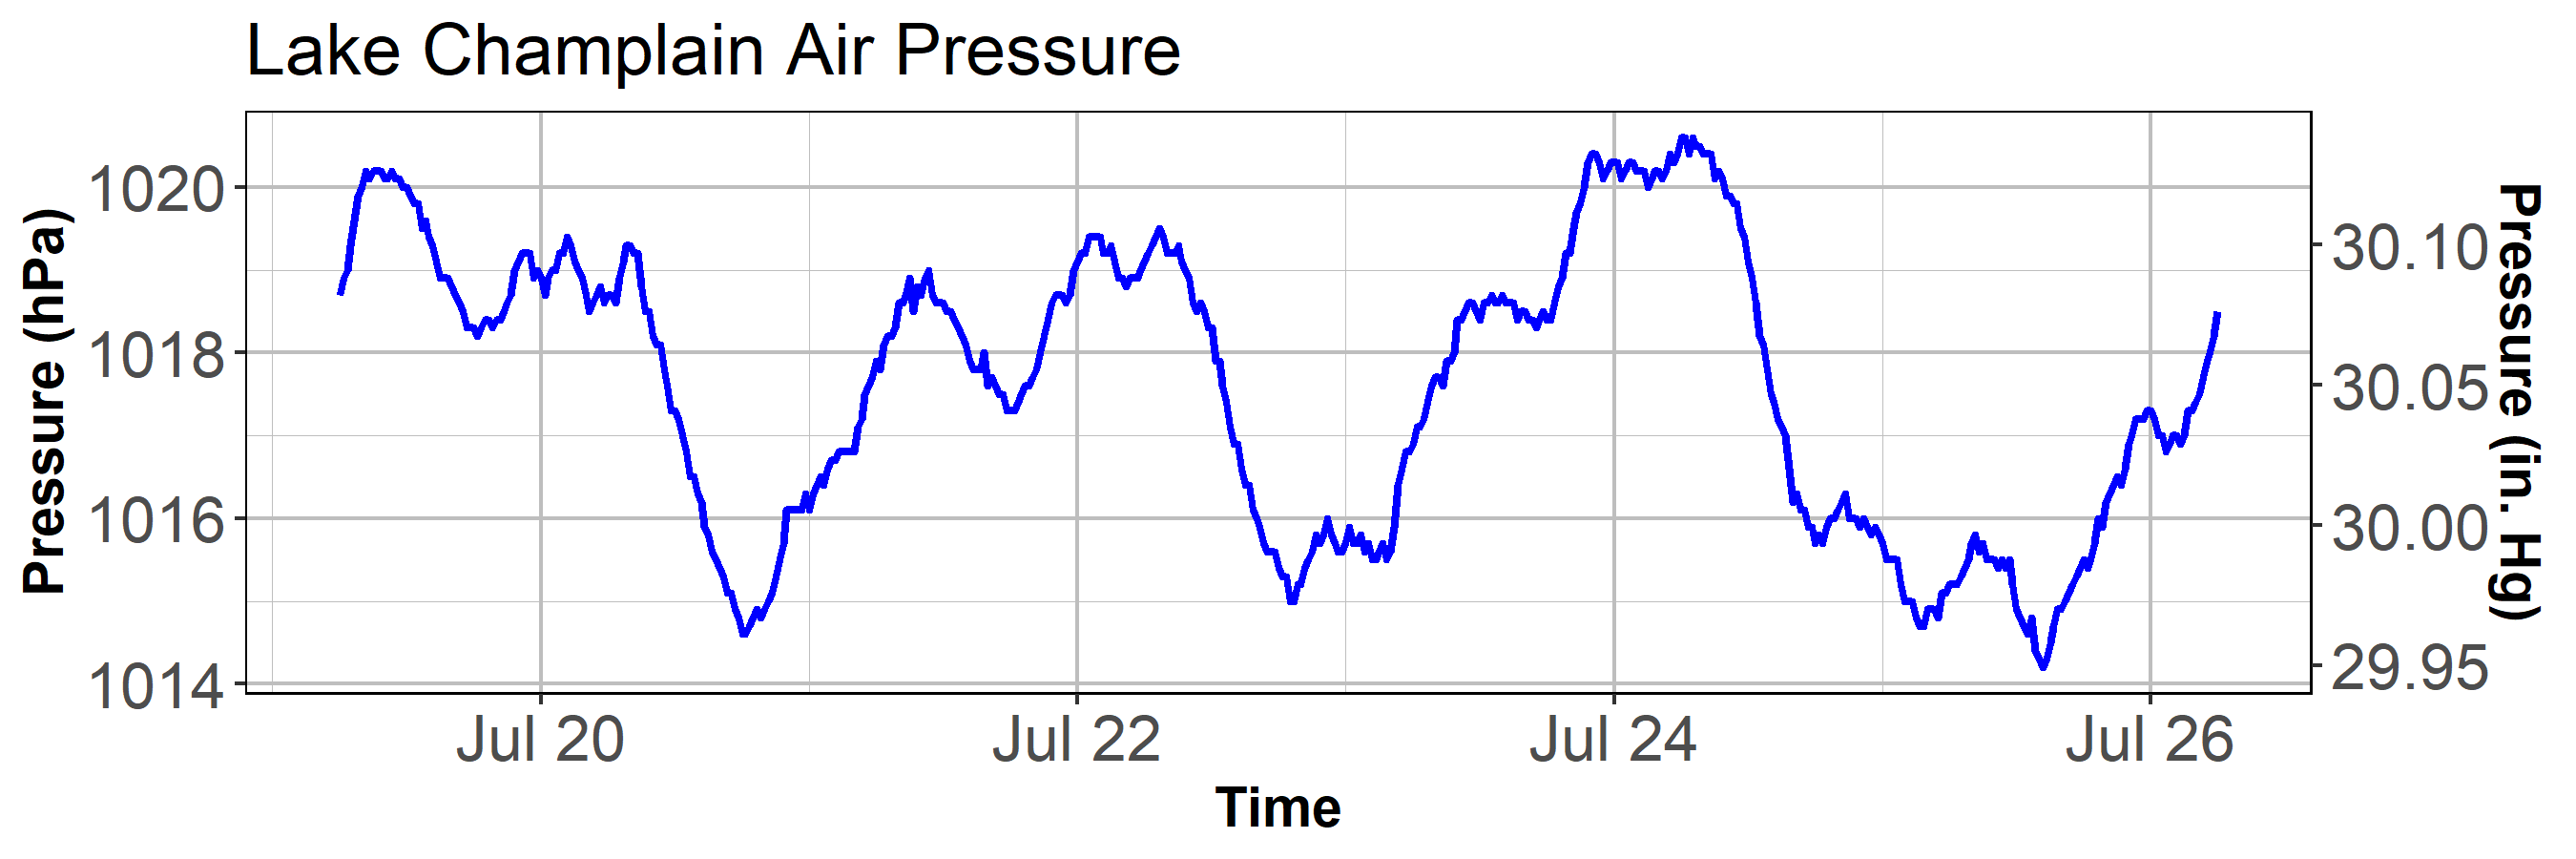 Lake Champlain Air Pressure
Pressure (hPa)
1020
1018
1016
1014
30.10
30.05
30.00
29.95
Pressure (in. Hg)
Jul 20
Jul 22
Jul 24
Jul 26
Time